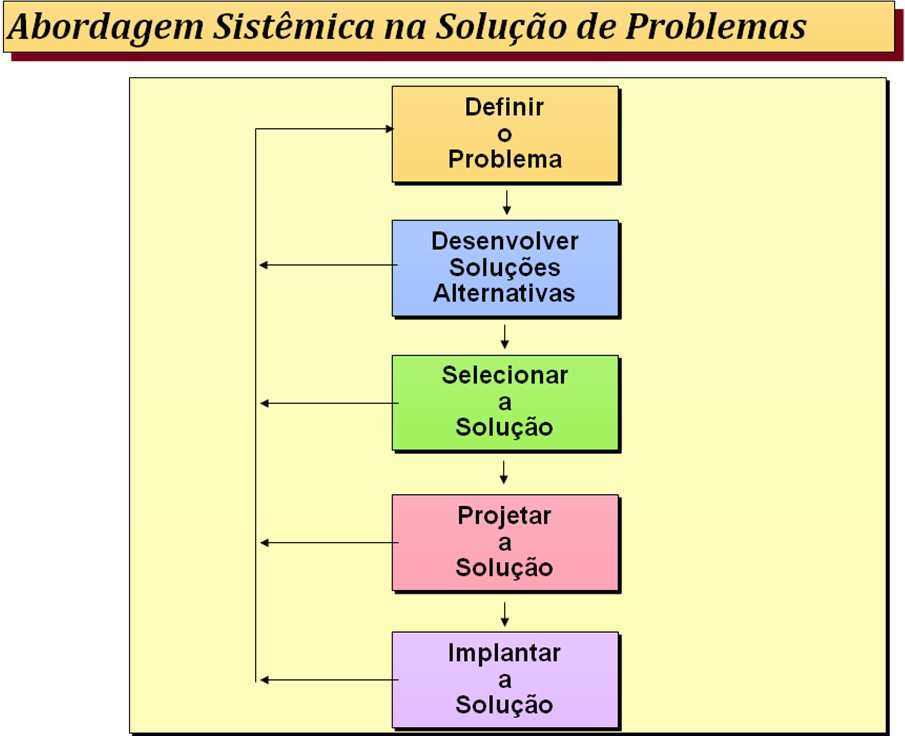 Abordagem Sistêmica na Solução de Problemas
Definir
o
Problema
Desenvolver
Soluções
Alternativas
Selecionar
a
Solução
Projetar
a
Solução
Implantar
a
Solução